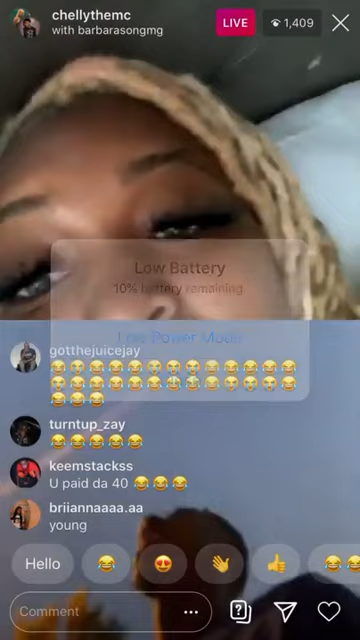 chellythemc
with barbarasongmg
LIVE
1,409
Low Battery
10% battery remaining
Low Power Mode
gotthejuicejay
😂😭😂😂😂😭😂😭😂😂😂😂😂
😭😂😂😂😂😂😂😂😂😭😭😭😂
😂😂😂
turntup_zay
😂😂😂😂😂
keemstackss
U paid da 40 😂😂😂
briiannaaaa.aa
young
Hello 😂 😍 👋 👍 😂😂
Comment